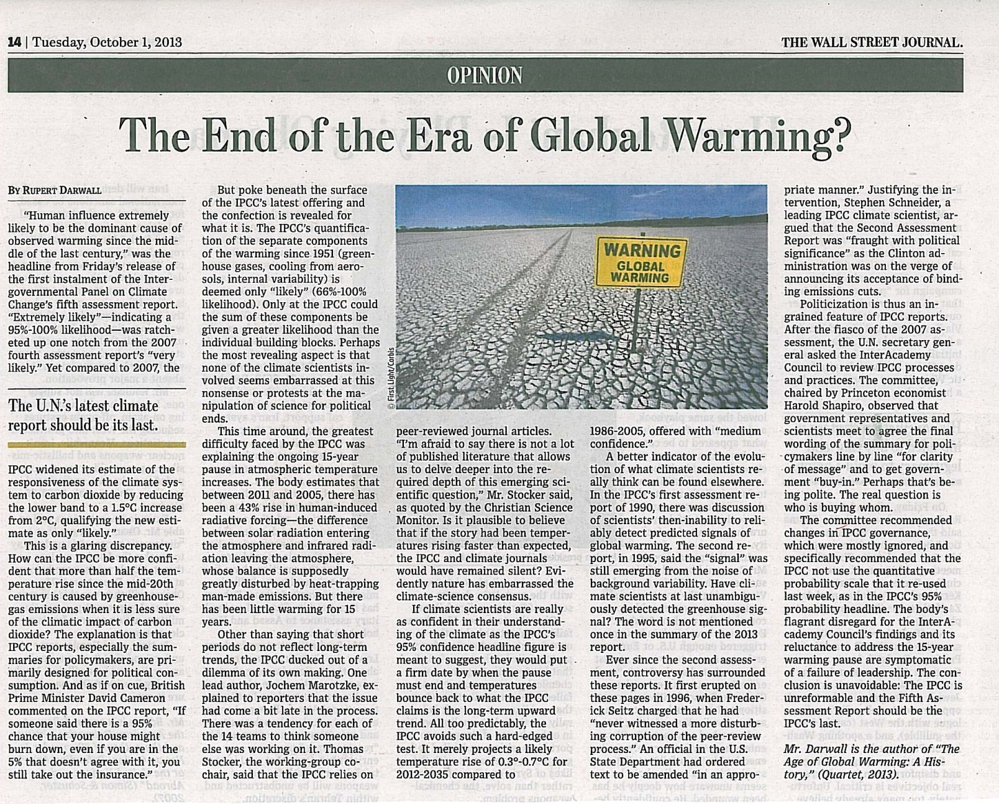 14 | Tuesday, October 1, 2013
THE WALL STREET JOURNAL.
OPINION
The End of the Era of Global Warming?
BY RUPERT DARWALL
“Human influence extremely
likely to be the dominant cause of
observed warming since the mid-
dle of the last century,” was the
headline from Friday’s release of
the first instalment of the Inter-
governmental Panel on Climate
Change’s fifth assessment report.
“Extremely likely”—indicating a
95%-100% likelihood—was ratch-
eted up one notch from the 2007
fourth assessment report’s “very
likely.” Yet compared to 2007, the
The U.N.’s latest climate
report should be its last.
IPCC widened its estimate of the
responsiveness of the climate sys-
tem to carbon dioxide by reducing
the lower band to a 1.5°C increase
from 2°C, qualifying the new esti-
mate as only “likely.”
This is a glaring discrepancy.
How can the IPCC be more confi-
dent that more than half the tem-
perature rise since the mid-20th
century is caused by greenhouse-
gas emissions when it is less sure
of the climatic impact of carbon
dioxide? The explanation is that
IPCC reports, especially the sum-
maries for policymakers, are pri-
marily designed for political con-
sumption. And as if on cue, British
Prime Minister David Cameron
commented on the IPCC report, “If
someone said there is a 95%
chance that your house might
burn down, even if you are in the
5% that doesn’t agree with it, you
still take out the insurance.”
But poke beneath the surface
of the IPCC’s latest offering and
the confection is revealed for
what it is. The IPCC’s quantifica-
tion of the separate components
of the warming since 1951 (green-
house gases, cooling from aero-
sols, internal variability) is
deemed only “likely” (66%-100%
likelihood). Only at the IPCC could
the sum of these components be
given a greater likelihood than the
individual building blocks. Perhaps
the most revealing aspect is that
none of the climate scientists in-
volved seems embarrassed at this
nonsense or protests at the ma-
nipulation of science for political
ends.
This time around, the greatest
difficulty faced by the IPCC was
explaining the ongoing 15-year
pause in atmospheric temperature
increases. The body estimates that
between 2011 and 2005, there has
been a 43% rise in human-induced
radiative forcing—the difference
between solar radiation entering
the atmosphere and infrared radi-
ation leaving the atmosphere,
whose balance is supposedly
greatly disturbed by heat-trapping
man-made emissions. But there
has been little warming for 15
years.
Other than saying that short
periods do not reflect long-term
trends, the IPCC ducked out of a
dilemma of its own making. One
lead author, Jochem Marotzke, ex-
plained to reporters that the issue
had come a bit late in the process.
There was a tendency for each of
the 14 teams to think someone
else was working on it. Thomas
Stocker, the working-group co-
chair, said that the IPCC relies on
© First Light/Corbis
WARNING
GLOBAL
WARMING
peer-reviewed journal articles.
“I’m afraid to say there is not a lot
of published literature that allows
us to delve deeper into the re-
quired depth of this emerging sci-
entific question,” Mr. Stocker said,
as quoted by the Christian Science
Monitor. Is it plausible to believe
that if the story had been temper-
atures rising faster than expected,
the IPCC and climate journals
would have remained silent? Evi-
dently nature has embarrassed the
climate-science consensus.
If climate scientists are really
as confident in their understand-
ing of the climate as the IPCC’s
95% confidence headline figure is
meant to suggest, they would put
a firm date by when the pause
must end and temperatures
bounce back to what the IPCC
claims is the long-term upward
trend. All too predictably, the
IPCC avoids such a hard-edged
test. It merely projects a likely
temperature rise of 0.3°-0.7°C for
2012-2035 compared to
1986-2005, offered with “medium
confidence.”
A better indicator of the evolu-
tion of what climate scientists re-
ally think can be found elsewhere.
In the IPCC’s first assessment re-
port of 1990, there was discussion
of scientists’ then-inability to reli-
ably detect predicted signals of
global warming. The second re-
port, in 1995, said the “signal” was
still emerging from the noise of
background variability. Have cli-
mate scientists at last unambigu-
ously detected the greenhouse sig-
nal? The word is not mentioned
once in the summary of the 2013
report.
Ever since the second assess-
ment, controversy has surrounded
these reports. It first erupted on
these pages in 1996, when Freder-
ick Seitz charged that he had
“never witnessed a more disturb-
ing corruption of the peer-review
process.” An official in the U.S.
State Department had ordered
text to be amended “in an appro-
priate manner.” Justifying the in-
tervention, Stephen Schneider, a
leading IPCC climate scientist, ar-
gued that the Second Assessment
Report was “fraught with political
significance” as the Clinton ad-
ministration was on the verge of
announcing its acceptance of bind-
ing emissions cuts.
Politicization is thus an in-
grained feature of IPCC reports.
After the fiasco of the 2007 as-
sessment, the U.N. secretary gen-
eral asked the InterAcademy
Council to review IPCC processes
and practices. The committee,
chaired by Princeton economist
Harold Shapiro, observed that
government representatives and
scientists meet to agree the final
wording of the summary for poli-
cymakers line by line “for clarity
of message” and to get govern-
ment “buy-in.” Perhaps that’s be-
ing polite. The real question is
who is buying whom.
The committee recommended
changes in IPCC governance,
which were mostly ignored, and
specifically recommended that the
IPCC not use the quantitative
probability scale that it re-used
last week, as in the IPCC’s 95%
probability headline. The body’s
flagrant disregard for the InterA-
cademy Council’s findings and its
reluctance to address the 15-year
warming pause are symptomatic
of a failure of leadership. The con-
clusion is unavoidable: The IPCC is
unreformable and the Fifth As-
sessment Report should be the
IPCC’s last.
Mr. Darwall is the author of “The
Age of Global Warming: A His-
tory,” (Quartet, 2013).